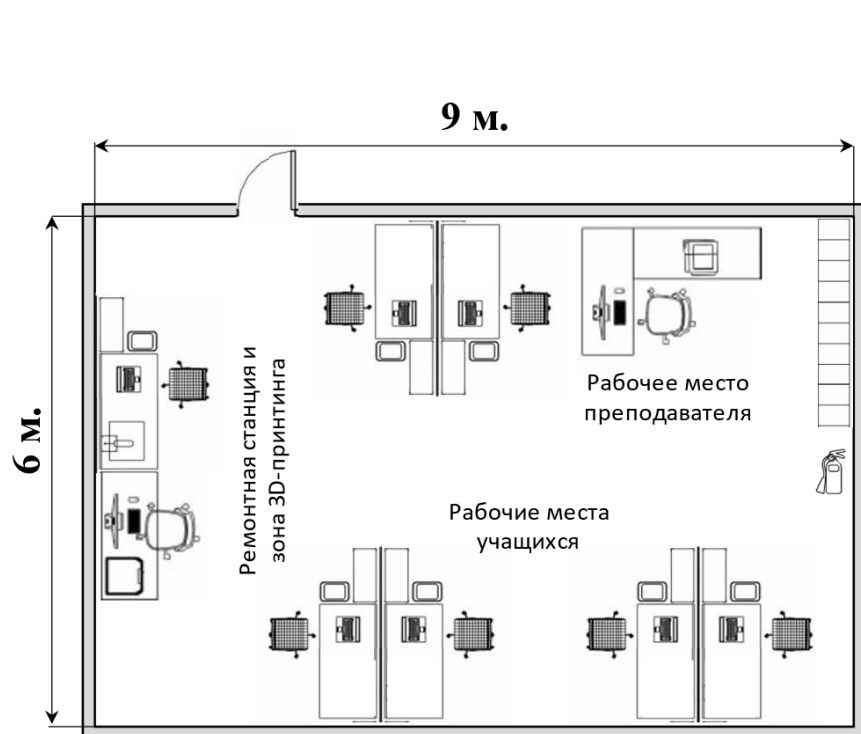 9 м.
6 м.
Ремонтная станция и
зона 3D-принтинга
Рабочее место
преподавателя
Рабочие места
учащихся